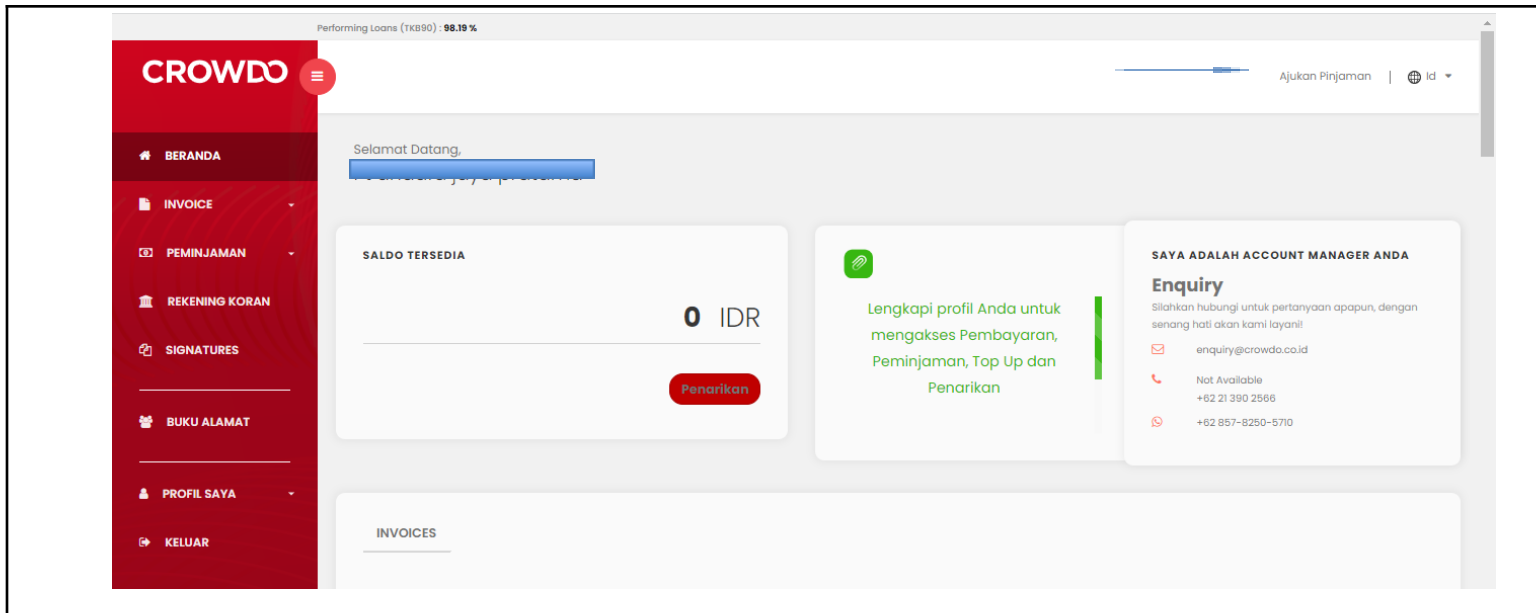 Performing Loans (TKB90) : 98.19 %
CROWDO
Ajukan Pinjaman | Id
BERANDA
INVOICE
PEMINJAMAN
REKENING KORAN
SIGNATURES
BUKU ALAMAT
PROFIL SAYA
KELUAR
Selamat Datang,
SALDO TERSEDIA
0 IDR
Penarikan
Lengkapi profil Anda untuk
mengakses Pembayaran,
Peminjaman, Top Up dan
Penarikan
SAYA ADALAH ACCOUNT MANAGER ANDA
Enquiry
Silahkan hubungi untuk pertanyaan apapun, dengan
senang hati akan kami layani!
enquiry@crowdo.co.id
Not Available
+62 21 390 2566
+62 857-8250-5710
INVOICES